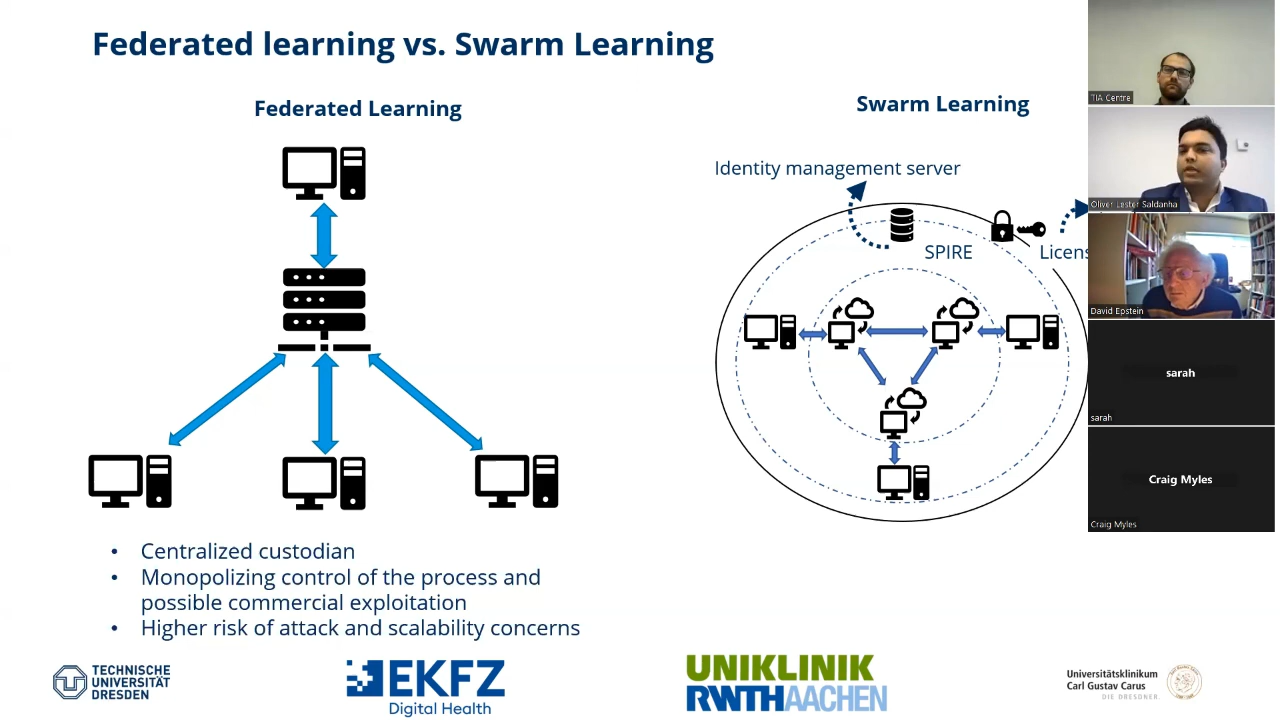 Federated learning vs. Swarm Learning
Federated Learning
Swarm Learning
Identity management server
SPIRE
Licens
Centralized custodian
Monopolizing control of the process and
possible commercial exploitation
Higher risk of attack and scalability concerns
TECHNISCHE
UNIVERSITÄT
DRESDEN
EKFZ
Digital Health
UNIKLINIK
RWTHAACHEN
Universitätsklinikum
Carl Gustav Carus
DIE DRESDNER.
TIA Centre
Oliver Lester Saldanha
David Epstein
sarah
sarah
Craig Myles
Craig Myles